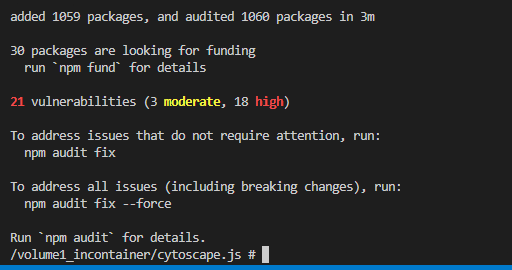 added 1059 packages, and audited 1060 packages in 3m
30 packages are looking for funding
run `npm fund` for details
21 vulnerabilities (3 moderate, 18 high)
To address issues that do not require attention, run:
npm audit fix
To address all issues (including breaking changes), run:
npm audit fix --force
Run `npm audit` for details.
/volume1_incontainer/cytoscape.js #